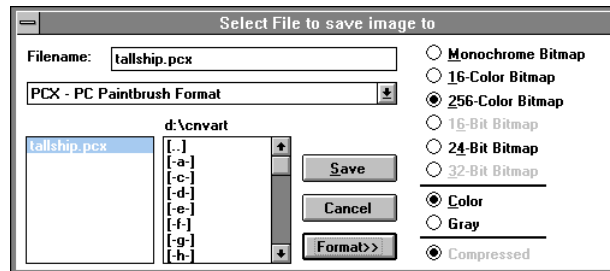 Select File to save image to
Filename: tallship.pcx
PCX - PC Paintbrush Format
d:\cnvart
tallship.pcx
[..]
[-a-]
[-c-]
[-d-]
[-e-]
[-f-]
[-g-]
[-h-]
Save
Cancel
Format>>
Monochrome Bitmap
16-Color Bitmap
256-Color Bitmap
16-Bit Bitmap
24-Bit Bitmap
32-Bit Bitmap
Color
Gray
Compressed